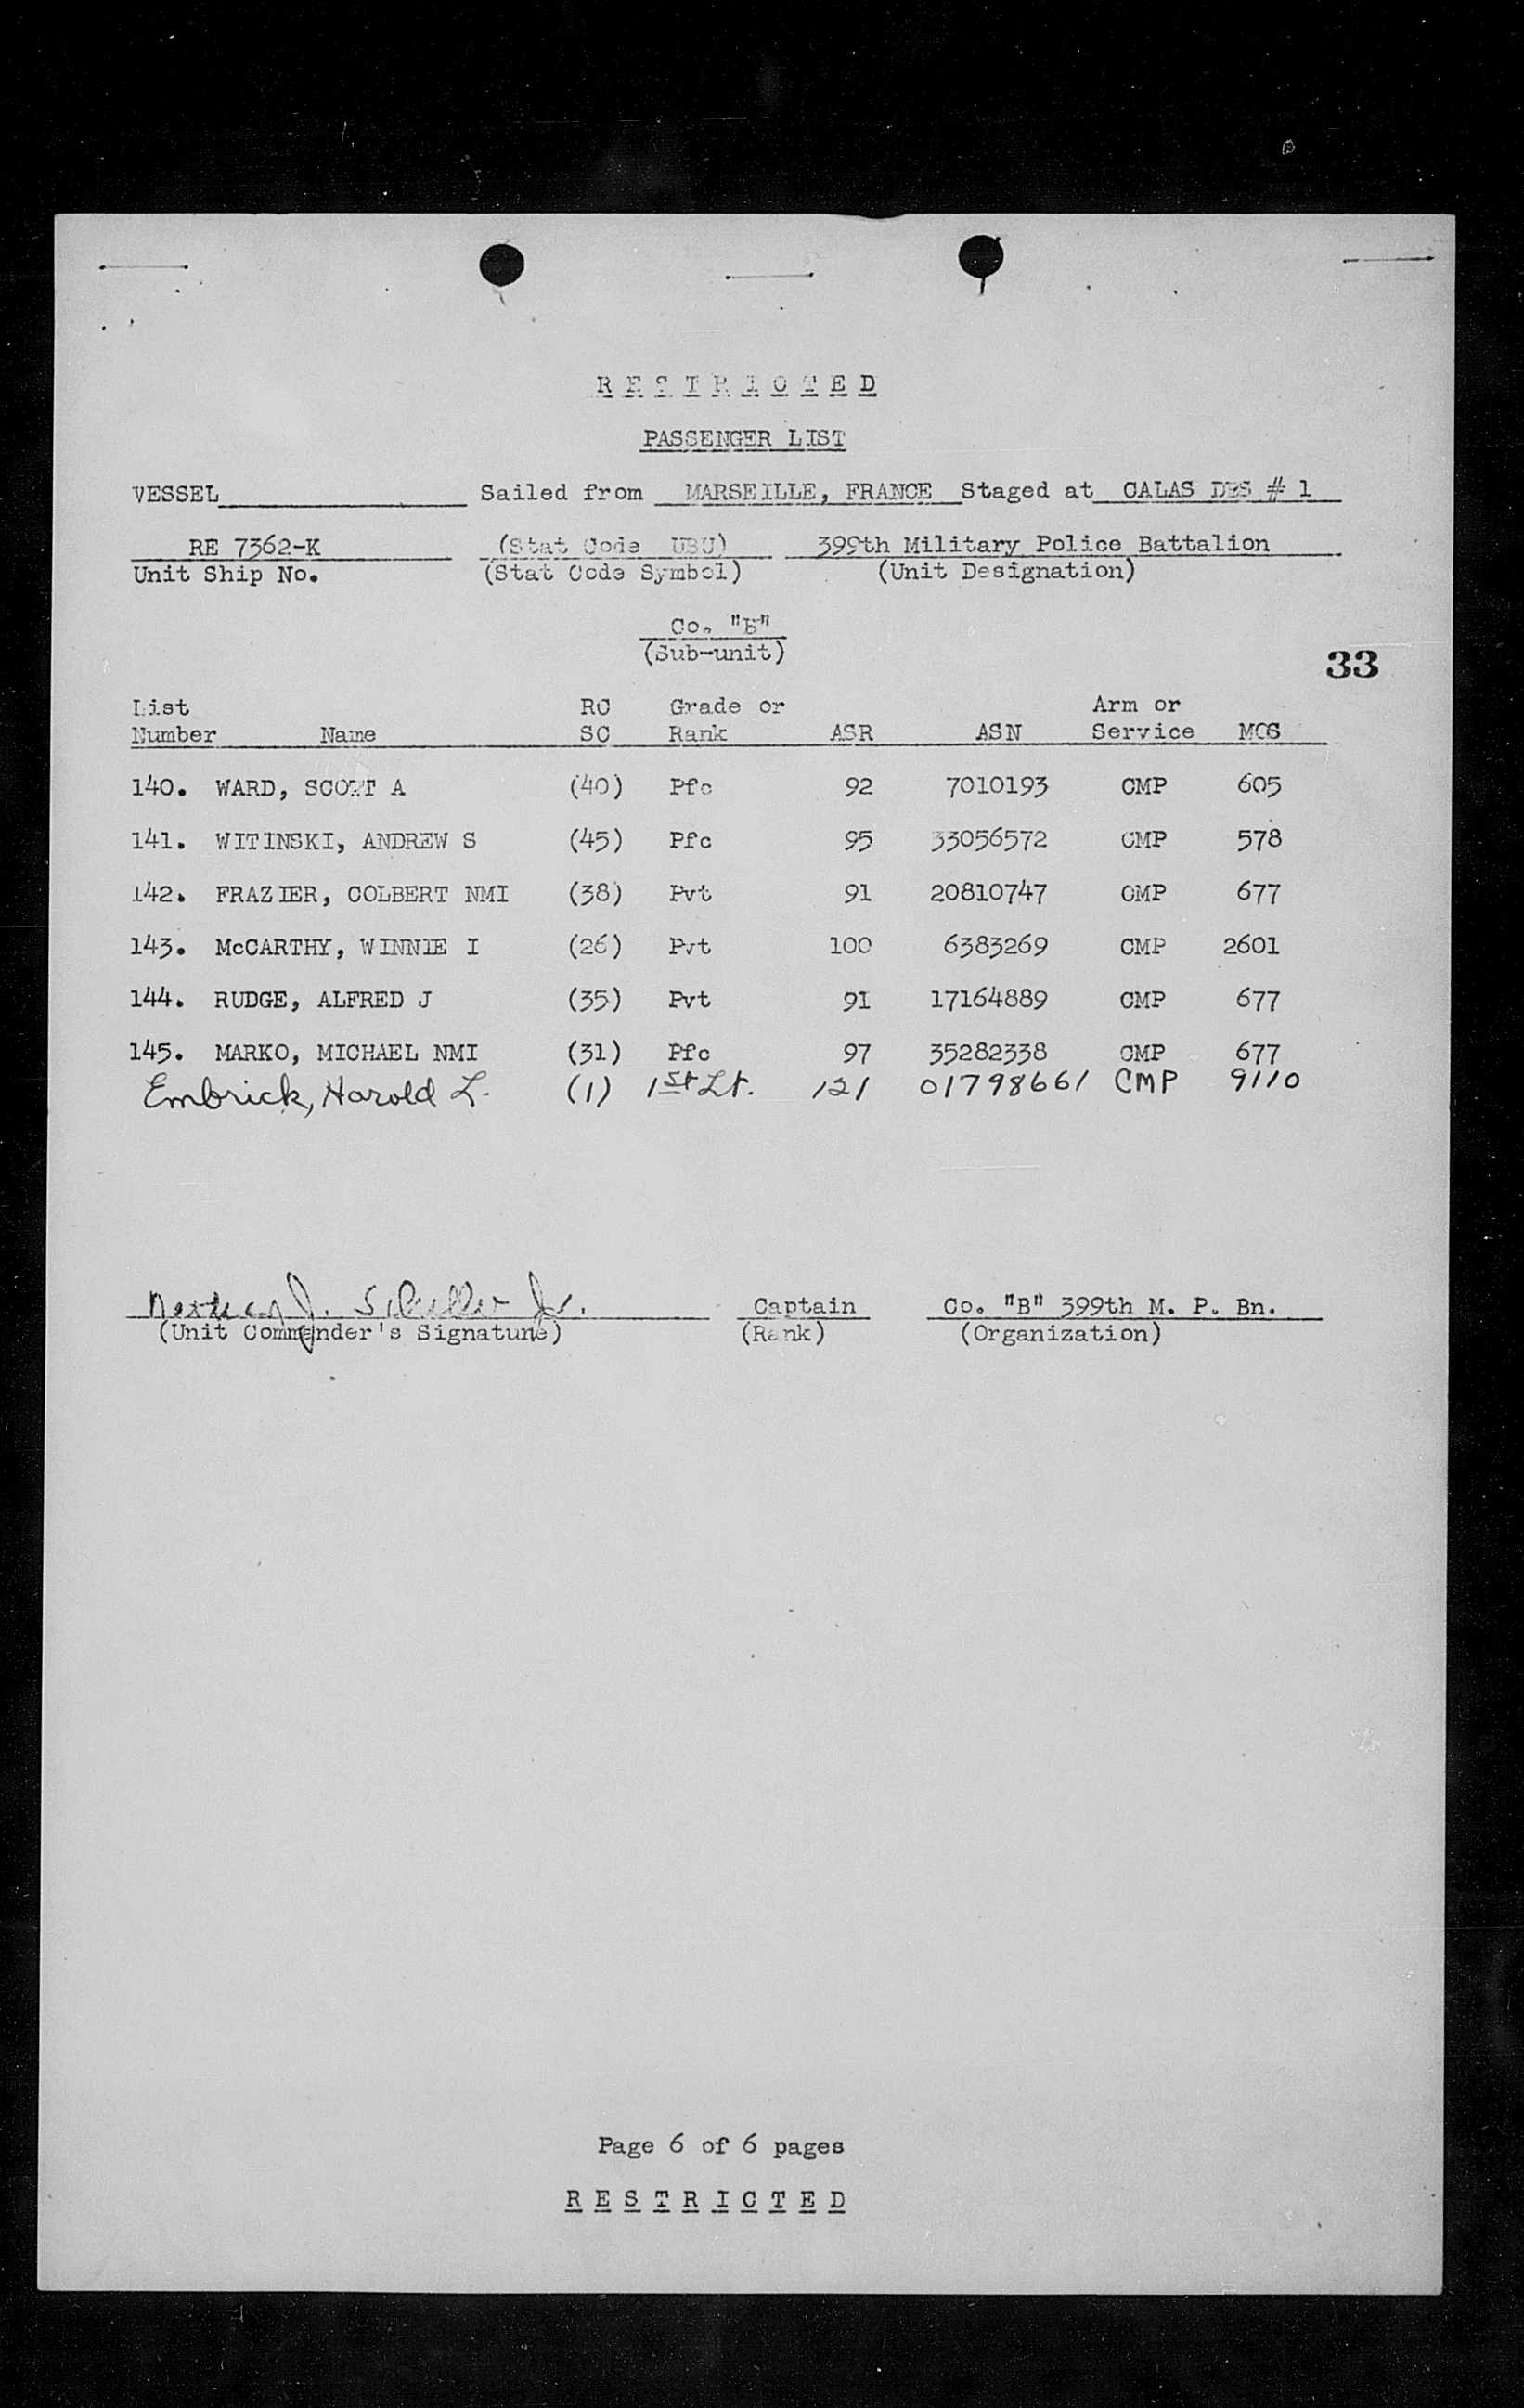 RESTRICTED
PASSENGER LIST
VESSEL Sailed from MARSEILLE, FRANCE Staged at CALAS DBS # 1
RE 7362-K (Stat Code UBU) 399th Military Police Battalion
Unit Ship No. (Stat Code Symbol) (Unit Designation)
Co. "B"
(Sub-unit)
33
List RC Grade or Arm or
Number Name SC Rank ASR ASN Service MOS
140. WARD, SCOTT A (40) Pfc 92 7010193 CMP 605
141. WITINSKI, ANDREW S (45) Pfc 95 33056572 CMP 578
142. FRAZIER, COLBERT NMI (38) Pvt 91 20810747 CMP 677
143. McCARTHY, WINNIE I (26) Pvt 100 6383269 CMP 2601
144. RUDGE, ALFRED J (35) Pvt 91 17164889 CMP 677
145. MARKO, MICHAEL NMI (31) Pfc 97 35282338 CMP 677
Embrick, Harold L. (1) 1st Lt. 121 01798661 CMP 9110
J. Jr. Captain Co. "B" 399th M. P. Bn.
(Unit Commander's Signature) (Rank) (Organization)
Page 6 of 6 pages
RESTRICTED